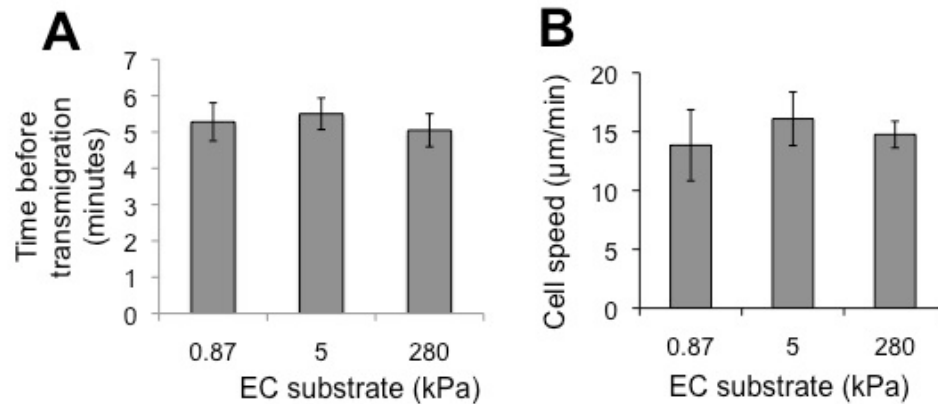 A
Time before
transmigration
(minutes)
7
6
5
4
3
2
1
0
0.87 5 280
EC substrate (kPa)
B
Cell speed (µm/min)
20
15
10
5
0
0.87 5 280
EC substrate (kPa)